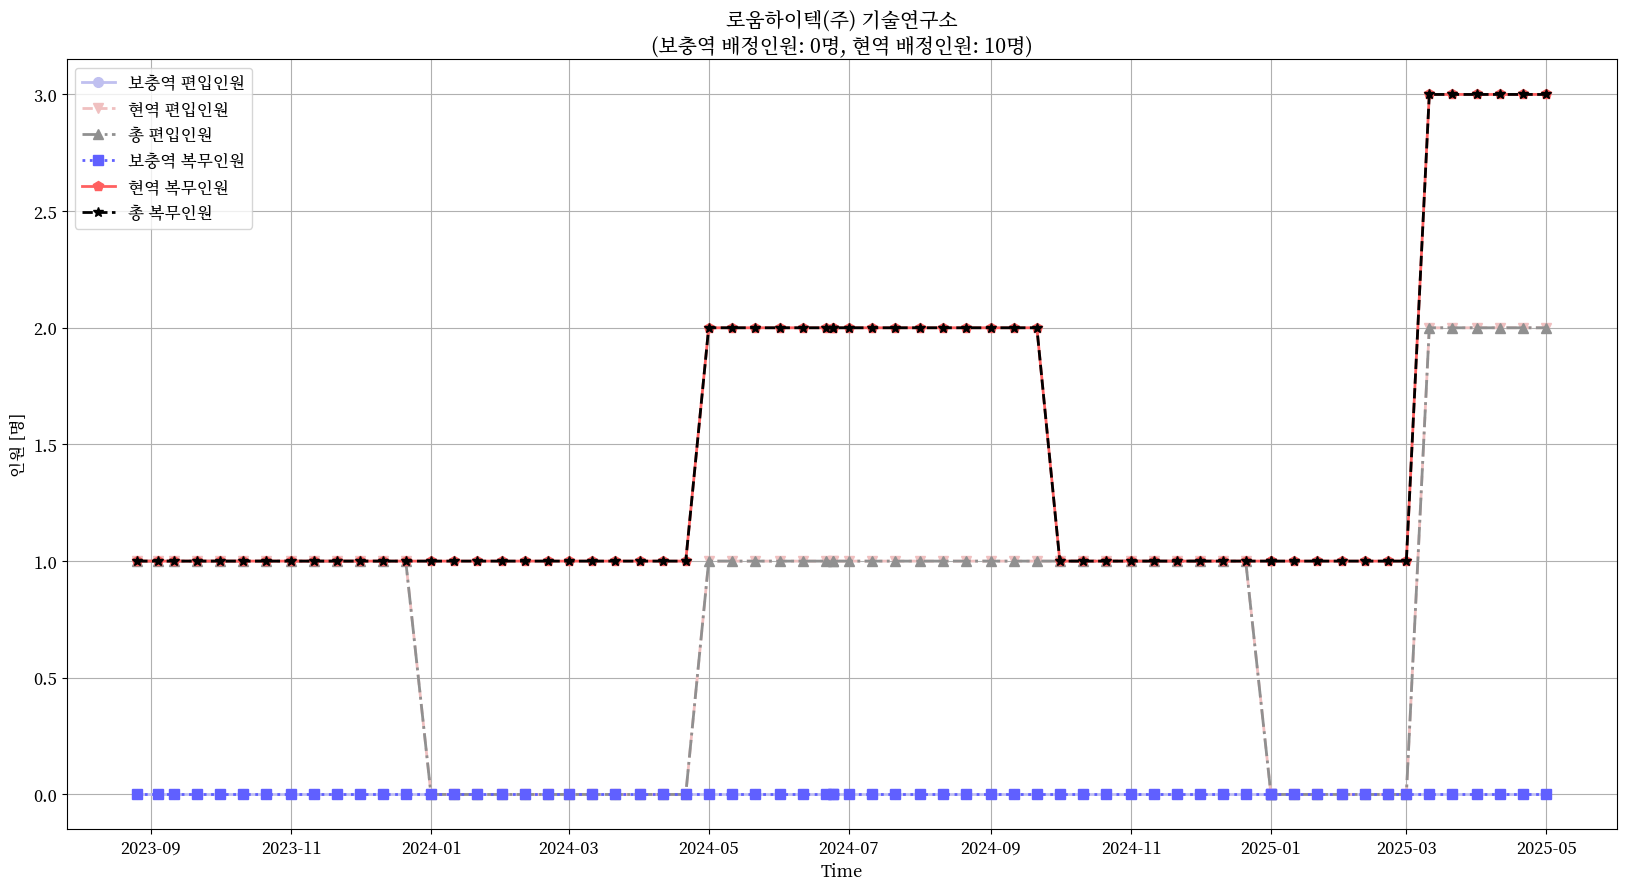 로움하이텍(주) 기술연구소
(보충역 배정인원: 0명, 현역 배정인원: 10명)
보충역 편입인원
현역 편입인원
총 편입인원
보충역 복무인원
현역 복무인원
총 복무인원
3.0
2.5
2.0
1.5
1.0
0.5
0.0
인원 [명]
2023-09 2023-11 2024-01 2024-03 2024-05 2024-07 2024-09 2024-11 2025-01 2025-03 2025-05
Time